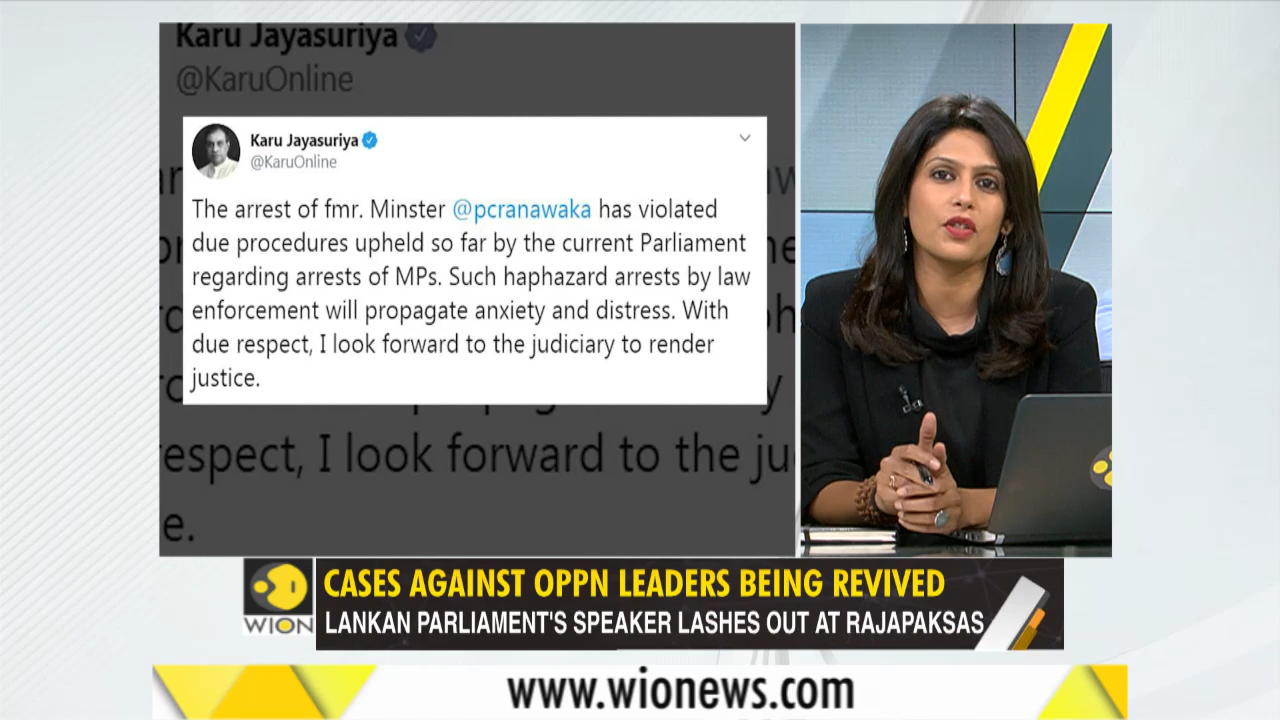 Karu Jayasuriya
@KaruOnline
Karu Jayasuriya
@KaruOnline
The arrest of fmr. Minster @pcranawaka has violated
due procedures upheld so far by the current Parliament
regarding arrests of MPs. Such haphazard arrests by law
enforcement will propagate anxiety and distress. With
due respect, I look forward to the judiciary to render
justice.
espect, I look forward to the ju
e.
CASES AGAINST OPPN LEADERS BEING REVIVED
LANKAN PARLIAMENT'S SPEAKER LASHES OUT AT RAJAPAKSAS
WION
www.wionews.com